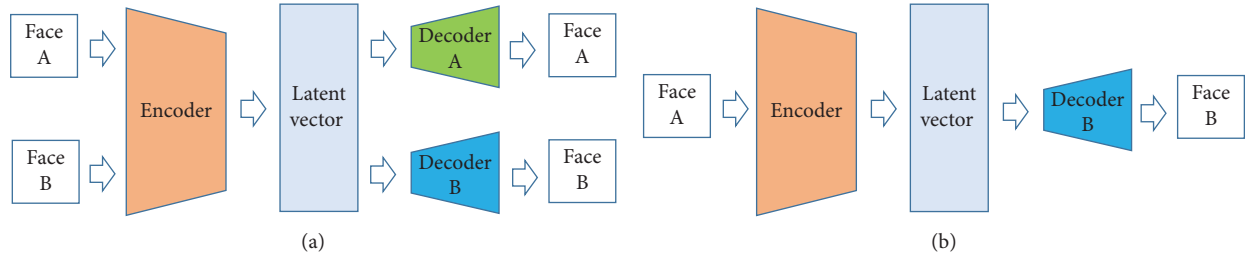 Face
A
Face
B
Encoder
Latent
vector
Decoder
A
Face
A
Decoder
B
Face
B
(a)
Face
A
Encoder
Latent
vector
Decoder
B
Face
B
(b)